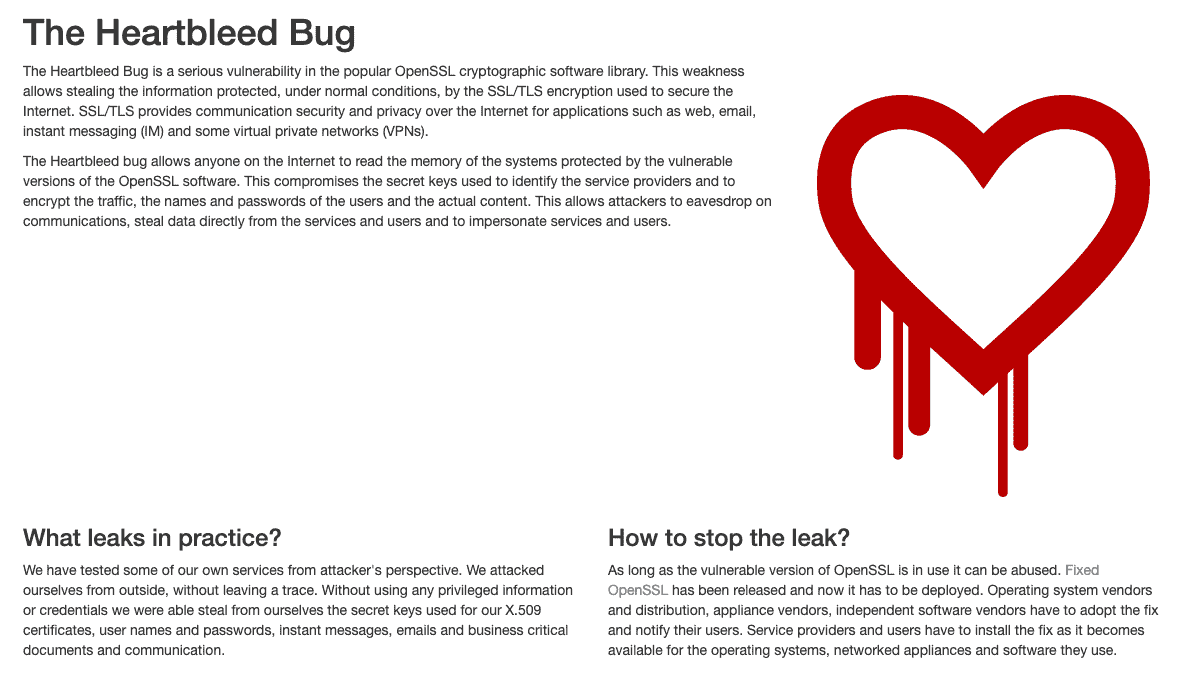 The Heartbleed Bug
The Heartbleed Bug is a serious vulnerability in the popular OpenSSL cryptographic software library. This weakness
allows stealing the information protected, under normal conditions, by the SSL/TLS encryption used to secure the
Internet. SSL/TLS provides communication security and privacy over the Internet for applications such as web, email,
instant messaging (IM) and some virtual private networks (VPNs).
The Heartbleed bug allows anyone on the Internet to read the memory of the systems protected by the vulnerable
versions of the OpenSSL software. This compromises the secret keys used to identify the service providers and to
encrypt the traffic, the names and passwords of the users and the actual content. This allows attackers to eavesdrop on
communications, steal data directly from the services and users and to impersonate services and users.
What leaks in practice?
We have tested some of our own services from attacker's perspective. We attacked
ourselves from outside, without leaving a trace. Without using any privileged information
or credentials we were able steal from ourselves the secret keys used for our X.509
certificates, user names and passwords, instant messages, emails and business critical
documents and communication.
How to stop the leak?
As long as the vulnerable version of OpenSSL is in use it can be abused. Fixed
OpenSSL has been released and now it has to be deployed. Operating system vendors
and distribution, appliance vendors, independent software vendors have to adopt the fix
and notify their users. Service providers and users have to install the fix as it becomes
available for the operating systems, networked appliances and software they use.